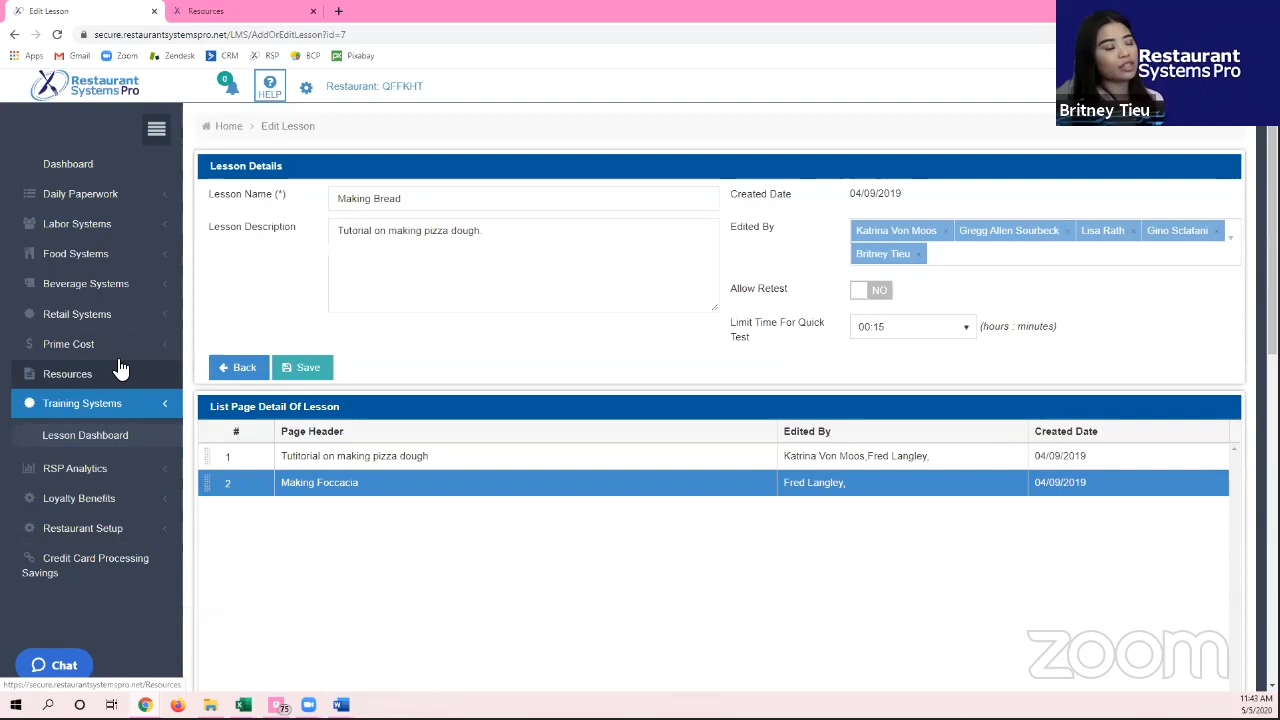 Edit Lesson
Resources
secure.restaurantsystemspro.net/LMS/AddOrEditLesson?id=7
Apps Gmail Zoom Zendesk CRM RSP BCP Pixabay
Restaurant Systems Pro
0
HELP
Restaurant: QFFKHT
Restaurant Systems Pro
Britney Tieu
Home > Edit Lesson
Dashboard
Daily Paperwork
Labor Systems
Food Systems
Beverage Systems
Retail Systems
Prime Cost
Resources
Training Systems
Lesson Dashboard
RSP Analytics
Loyalty Benefits
Restaurant Setup
Credit Card Processing
Savings
Chat
https://secure.restaurantsystemspro.net/Resources
Lesson Details
Lesson Name (*) Making Bread
Lesson Description Tutorial on making pizza dough.
Created Date 04/09/2019
Edited By Katrina Von Moos × Gregg Allen Sourbeck × Lisa Rath × Gino Sclafani ×
Britney Tieu ×
Allow Retest NO
Limit Time For Quick
Test
00:15 (hours : minutes)
Back Save
List Page Detail Of Lesson
# Page Header Edited By Created Date
1 Tutitorial on making pizza dough Katrina Von Moos,Fred Langley, 04/09/2019
2 Making Foccacia Fred Langley, 04/09/2019
zoom
75
11:43 AM
5/5/2020